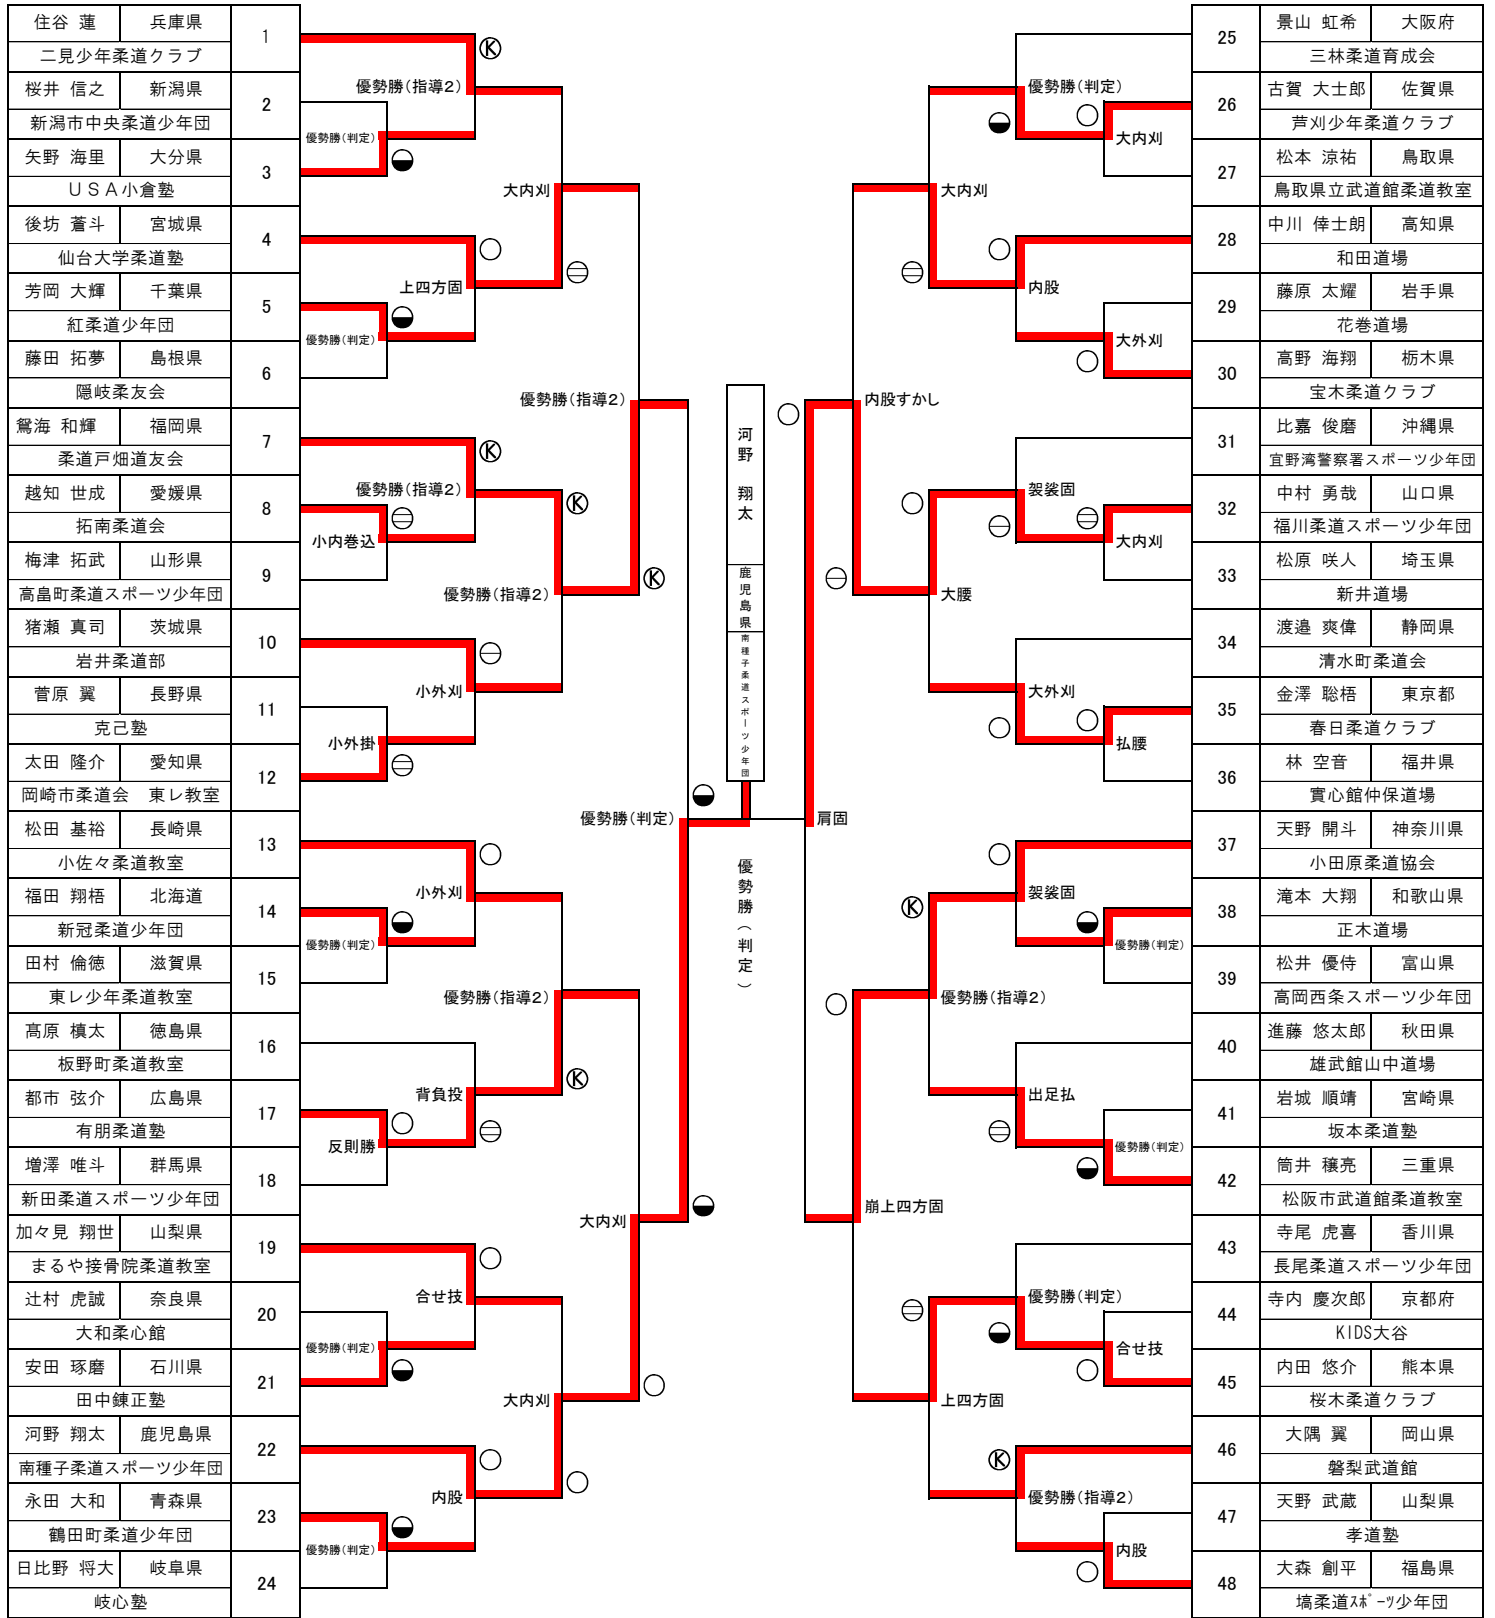 住谷 蓮 兵庫県 1
二見少年柔道クラブ
桜井 信之 新潟県 2
新潟市中央柔道少年団
矢野 海里 大分県 3
ＵＳＡ小倉塾
後坊 蒼斗 宮城県 4
仙台大学柔道塾
芳岡 大輝 千葉県 5
紅柔道少年団
藤田 拓夢 島根県 6
隠岐柔友会
鴛海 和輝 福岡県 7
柔道戸畑道友会
越知 世成 愛媛県 8
拓南柔道会
梅津 拓武 山形県 9
高畠町柔道スポーツ少年団
猪瀬 真司 茨城県 10
岩井柔道部
菅原 翼 長野県 11
克己塾
太田 隆介 愛知県 12
岡崎市柔道会 東レ教室
松田 基裕 長崎県 13
小佐々柔道教室
福田 翔梧 北海道 14
新冠柔道少年団
田村 倫徳 滋賀県 15
東レ少年柔道教室
髙原 槙太 徳島県 16
板野町柔道教室
都市 弦介 広島県 17
有朋柔道塾
増澤 唯斗 群馬県 18
新田柔道スポーツ少年団
加々見 翔世 山梨県 19
まるや接骨院柔道教室
辻村 虎誠 奈良県 20
大和柔心館
安田 琢磨 石川県 21
田中錬正塾
河野 翔太 鹿児島県 22
南種子柔道スポーツ少年団
永田 大和 青森県 23
鶴田町柔道少年団
日比野 将大 岐阜県 24
岐心塾
Ⓚ
優勢勝(指導2)
優勢勝(判定)
大内刈
上四方固
優勢勝(判定)
優勢勝(指導2)
Ⓚ
優勢勝(指導2)
Ⓚ
小内巻込
Ⓚ
優勢勝(指導2)
小外刈
小外掛
優勢勝(判定)
小外刈
優勢勝(判定)
優勢勝(指導2)
Ⓚ
背負投
反則勝
大内刈
合せ技
優勢勝(判定)
大内刈
内股
優勢勝(判定)
河野 翔太
鹿児島県
南種子柔道スポーツ少年団
優勢勝(判定)
優勢勝(判定)
大内刈
大内刈
内股
大外刈
内股すかし
袈裟固
大内刈
大腰
大外刈
払腰
肩固
袈裟固
Ⓚ
優勢勝(判定)
優勢勝(指導2)
出足払
優勢勝(判定)
崩上四方固
優勢勝(判定)
合せ技
上四方固
Ⓚ
優勢勝(指導2)
内股
25 景山 虹希 大阪府
三林柔道育成会
26 古賀 大士郎 佐賀県
芦刈少年柔道クラブ
27 松本 涼祐 鳥取県
鳥取県立武道館柔道教室
28 中川 倖士朗 高知県
和田道場
29 藤原 太耀 岩手県
花巻道場
30 高野 海翔 栃木県
宝木柔道クラブ
31 比嘉 俊磨 沖縄県
宜野湾警察署スポーツ少年団
32 中村 勇哉 山口県
福川柔道スポーツ少年団
33 松原 咲人 埼玉県
新井道場
34 渡邉 爽偉 静岡県
清水町柔道会
35 金澤 聡梧 東京都
春日柔道クラブ
36 林 空音 福井県
實心館仲保道場
37 天野 開斗 神奈川県
小田原柔道協会
38 滝本 大翔 和歌山県
正木道場
39 松井 優侍 富山県
高岡西条スポーツ少年団
40 進藤 悠太郎 秋田県
雄武館山中道場
41 岩城 順靖 宮崎県
坂本柔道塾
42 筒井 穣亮 三重県
松阪市武道館柔道教室
43 寺尾 虎喜 香川県
長尾柔道スポーツ少年団
44 寺内 慶次郎 京都府
KIDS大谷
45 内田 悠介 熊本県
桜木柔道クラブ
46 大隅 翼 岡山県
磐梨武道館
47 天野 武蔵 山梨県
孝道塾
48 大森 創平 福島県
塙柔道ｽﾎﾟｰﾂ少年団